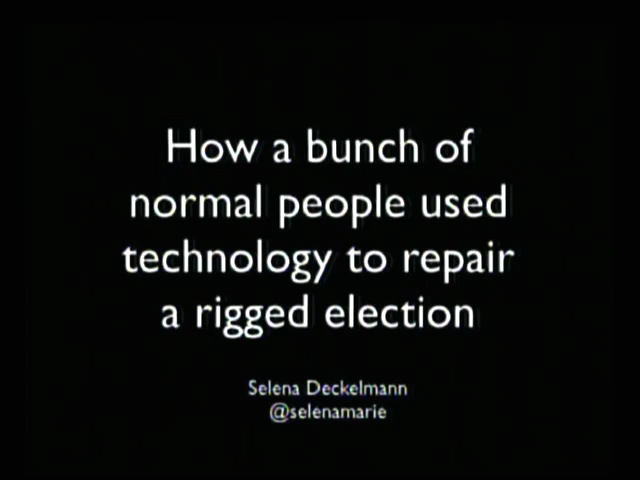 How a bunch of
normal people used
technology to repair
a rigged election
Selena Deckelmann
@selenamarie